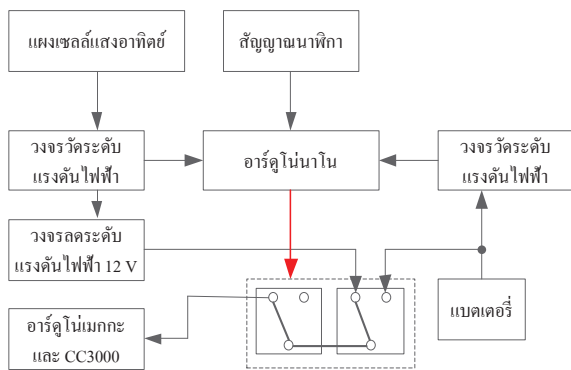 แผงเซลล์แสงอาทิตย์
สัญญาณนาฬิกา
วงจรวัดระดับ
แรงดันไฟฟ้า
อาร์ดูโน่นาโน
วงจรวัดระดับ
แรงดันไฟฟ้า
วงจรลดระดับ
แรงดันไฟฟ้า 12 V
แบตเตอรี่
อาร์ดูโน่เมกกะ
และ CC3000